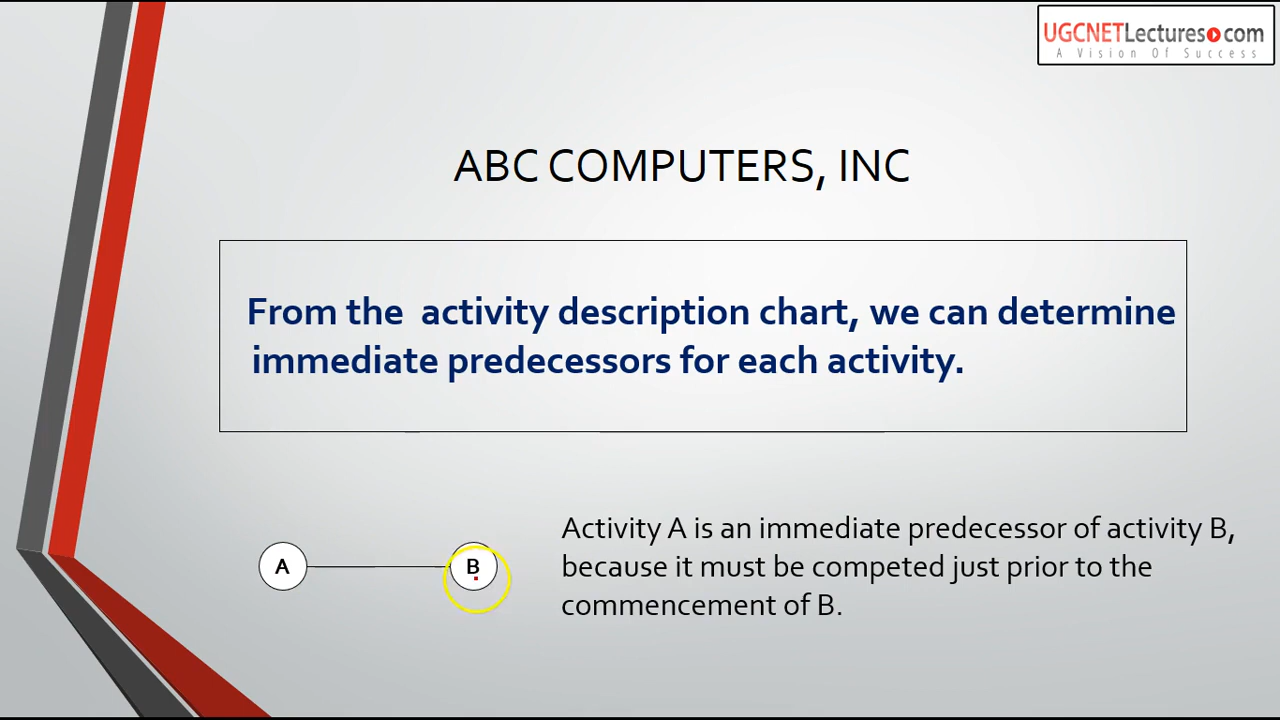 UGCNETLectures.com
A Vision Of Success
ABC COMPUTERS, INC
From the activity description chart, we can determine
immediate predecessors for each activity.
Activity A is an immediate predecessor of activity B,
A B because it must be competed just prior to the
commencement of B.